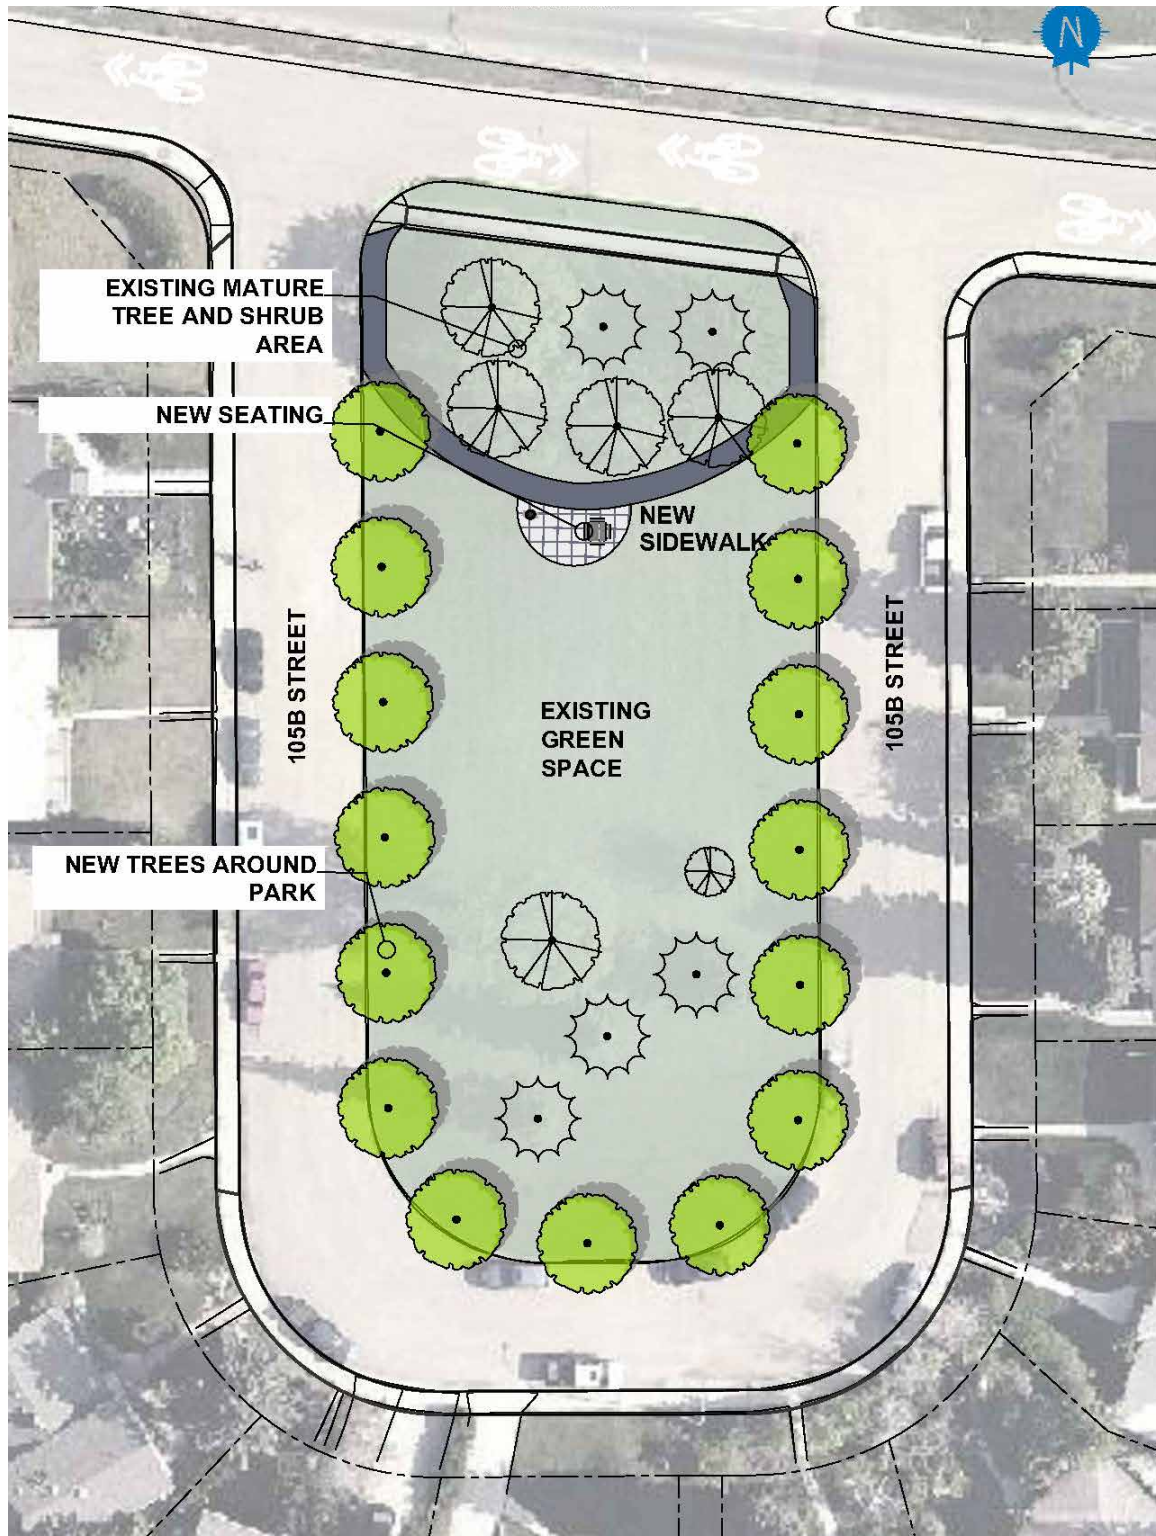 N
EXISTING MATURE
TREE AND SHRUB
AREA
NEW SEATING
NEW
SIDEWALK
105B STREET
105B STREET
EXISTING
GREEN
SPACE
NEW TREES AROUND
PARK